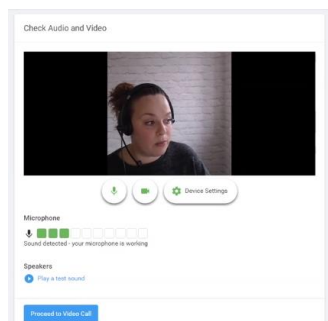 Check Audio and Video
Device Settings
Microphone
Sound detected - your microphone is working
Speakers
Play a test sound
Proceed to Video Call